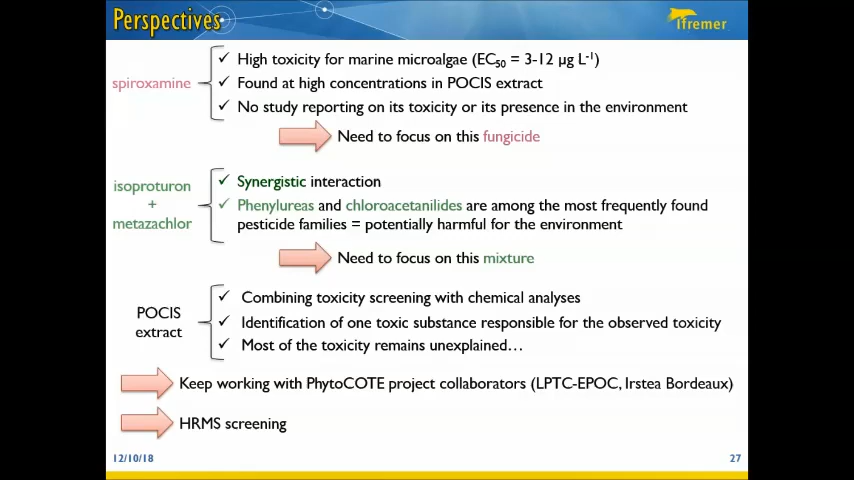 Perspectives
Ifremer
spiroxamine
✓ High toxicity for marine microalgae (EC50 = 3-12 µg L-1)
✓ Found at high concentrations in POCIS extract
✓ No study reporting on its toxicity or its presence in the environment
Need to focus on this fungicide
isoproturon
+
metazachlor
✓ Synergistic interaction
✓ Phenylureas and chloroacetanilides are among the most frequently found
pesticide families = potentially harmful for the environment
Need to focus on this mixture
POCIS
extract
✓ Combining toxicity screening with chemical analyses
✓ Identification of one toxic substance responsible for the observed toxicity
✓ Most of the toxicity remains unexplained…
Keep working with PhytoCOTE project collaborators (LPTC-EPOC, Irstea Bordeaux)
HRMS screening
12/10/18
27